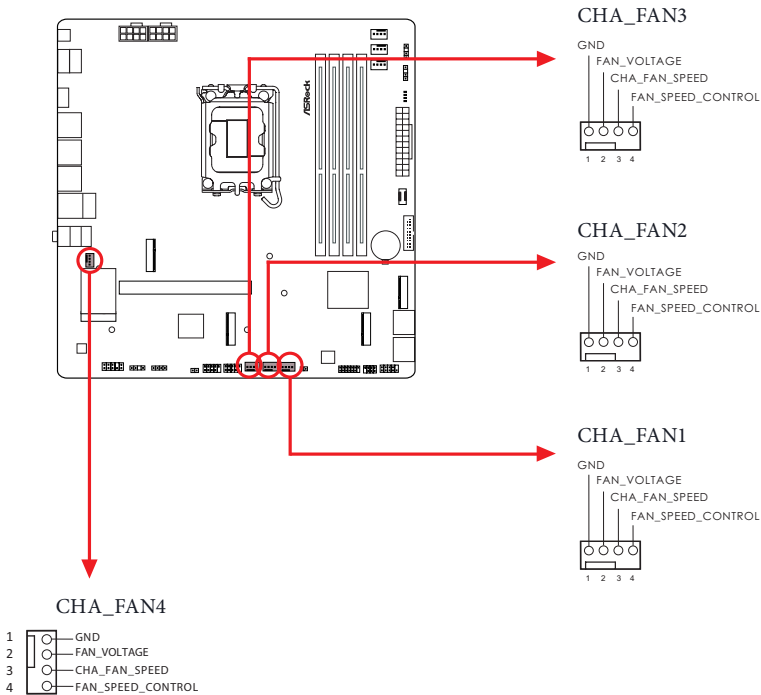 CHA_FAN3
GND
FAN_VOLTAGE
CHA_FAN_SPEED
FAN_SPEED_CONTROL
1 2 3 4
ASRock
CHA_FAN2
GND
FAN_VOLTAGE
CHA_FAN_SPEED
FAN_SPEED_CONTROL
1 2 3 4
CHA_FAN1
GND
FAN_VOLTAGE
CHA_FAN_SPEED
FAN_SPEED_CONTROL
1 2 3 4
CHA_FAN4
1 GND
2 FAN_VOLTAGE
3 CHA_FAN_SPEED
4 FAN_SPEED_CONTROL